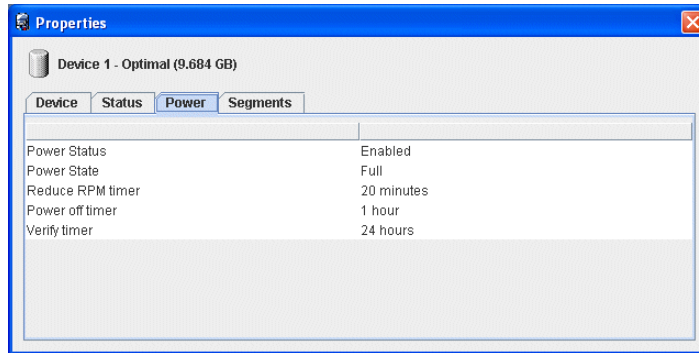 Properties
Device 1 - Optimal (9.684 GB)
Device Status Power Segments
Power Status Enabled
Power State Full
Reduce RPM timer 20 minutes
Power off timer 1 hour
Verify timer 24 hours